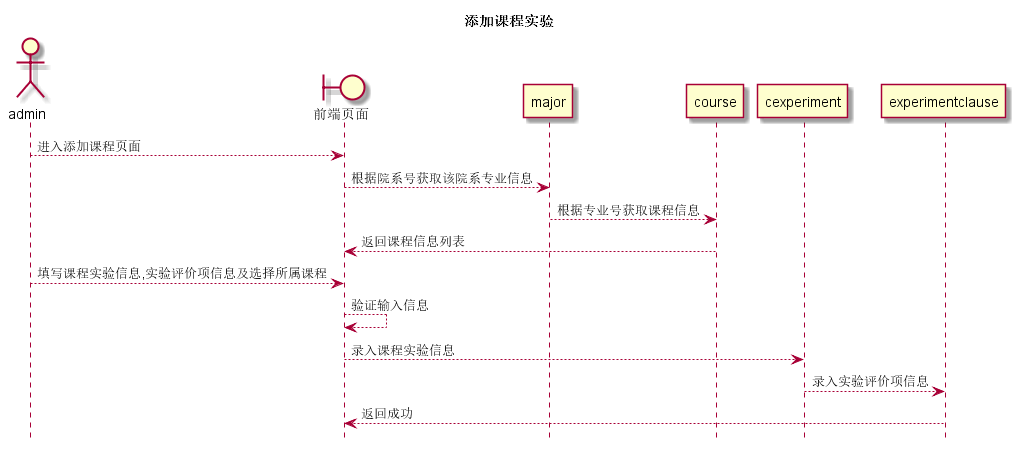 添加课程实验
admin
前端页面
major
course
cexperiment
experimentclause
进入添加课程页面
根据院系号获取该院系专业信息
根据专业号获取课程信息
返回课程信息列表
填写课程实验信息,实验评价项信息及选择所属课程
验证输入信息
录入课程实验信息
录入实验评价项信息
返回成功